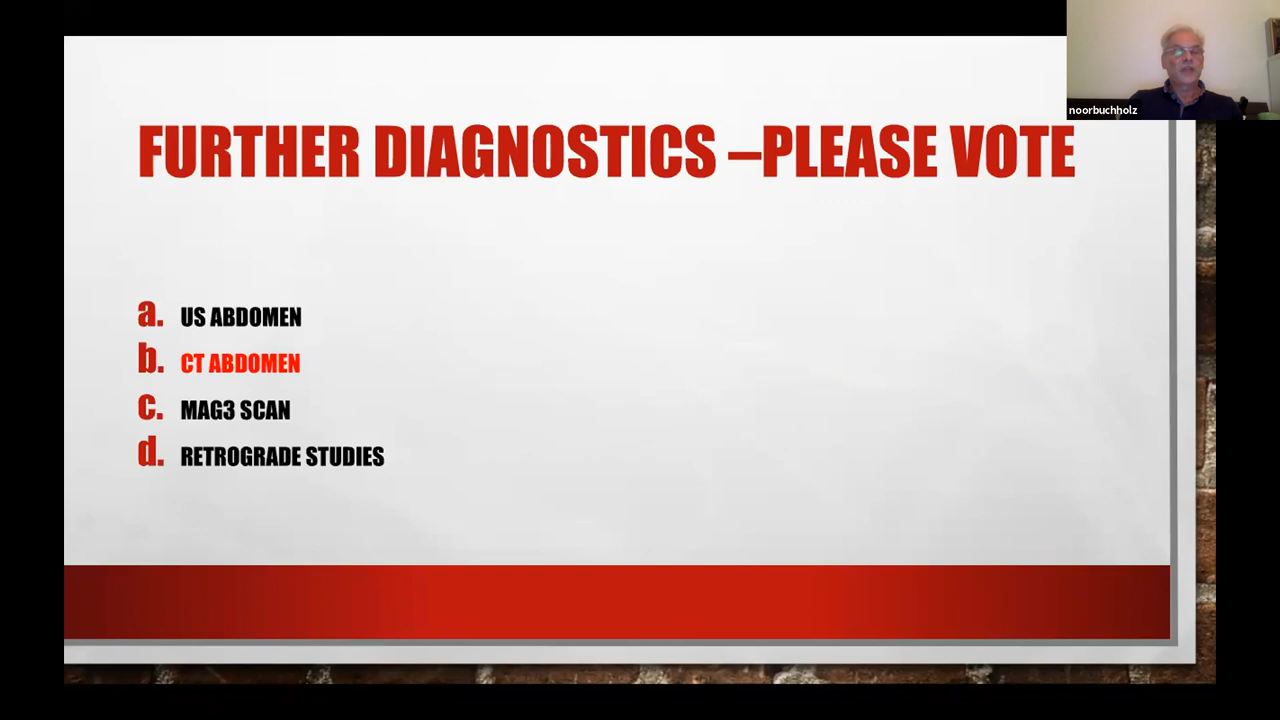 noorbuchholz
FURTHER DIAGNOSTICS –PLEASE VOTE
a. US ABDOMEN
b. CT ABDOMEN
c. MAG3 SCAN
d. RETROGRADE STUDIES